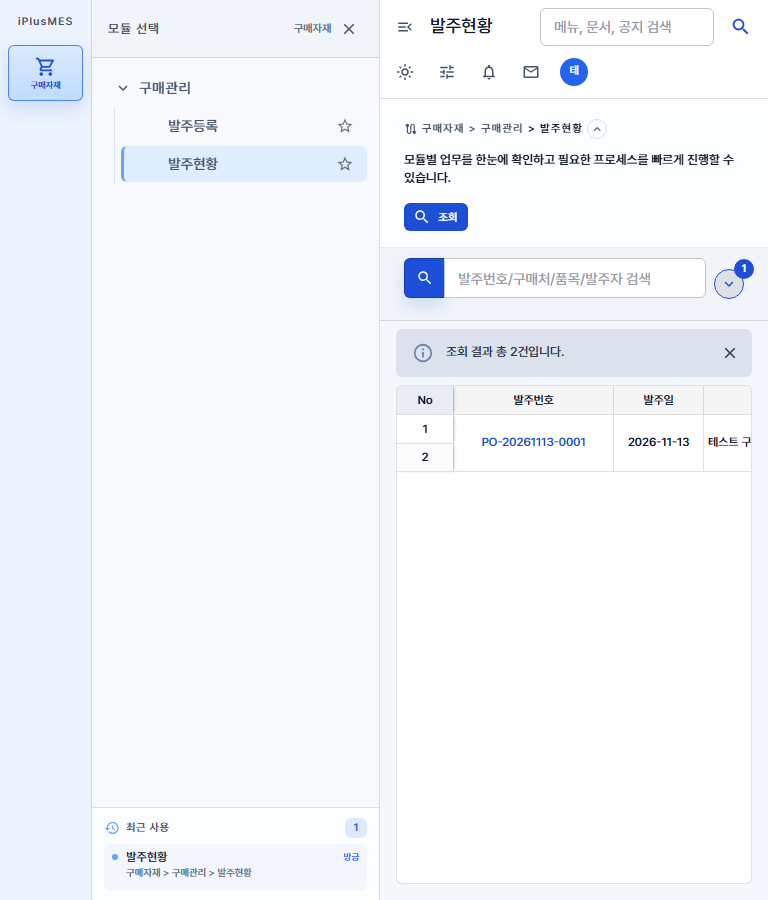 iPlusMES
구매자재
모듈 선택
구매자재
구매관리
발주등록
발주현황
최근 사용
1
발주현황
방금
구매자재 > 구매관리 > 발주현황
발주현황
메뉴, 문서, 공지 검색
테
구매자재 > 구매관리 > 발주현황
모듈별 업무를 한눈에 확인하고 필요한 프로세스를 빠르게 진행할 수
있습니다.
조회
발주번호/구매처/품목/발주자 검색
1
조회 결과 총 2건입니다.
No
발주번호
발주일
1
PO-20261113-0001
2026-11-13
테스트 구
2